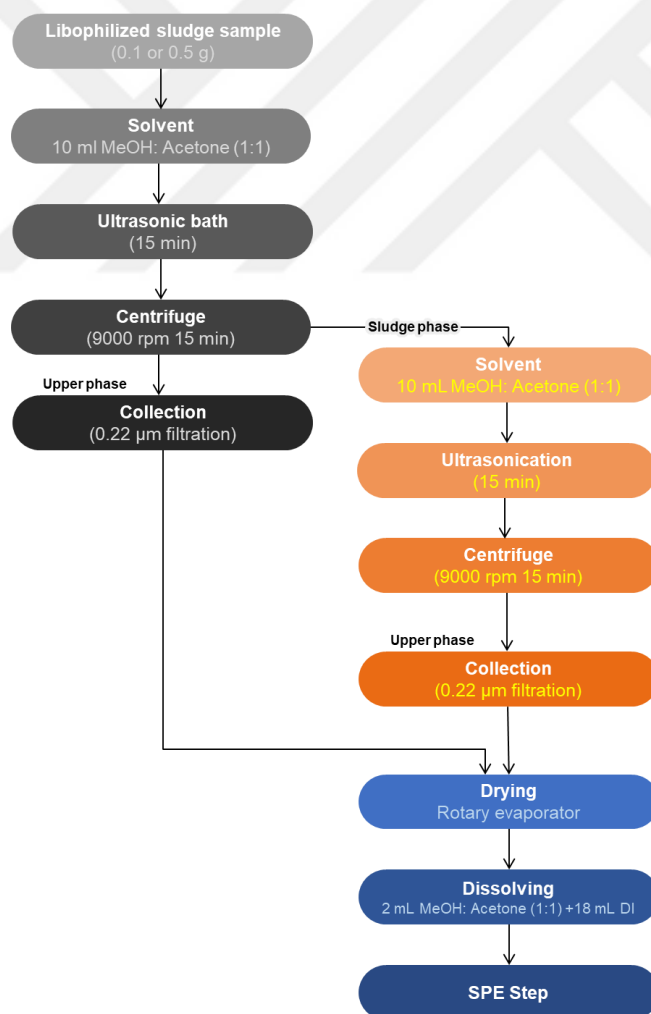 Libophilized sludge sample
(0.1 or 0.5 g)
Solvent
10 ml MeOH: Acetone (1:1)
Ultrasonic bath
(15 min)
Centrifuge
(9000 rpm 15 min)
Upper phase
Collection
(0.22 µm filtration)
Sludge phase
Solvent
10 mL MeOH: Acetone (1:1)
Ultrasonication
(15 min)
Centrifuge
(9000 rpm 15 min)
Upper phase
Collection
(0.22 µm filtration)
Drying
Rotary evaporator
Dissolving
2 mL MeOH: Acetone (1:1) +18 mL DI
SPE Step